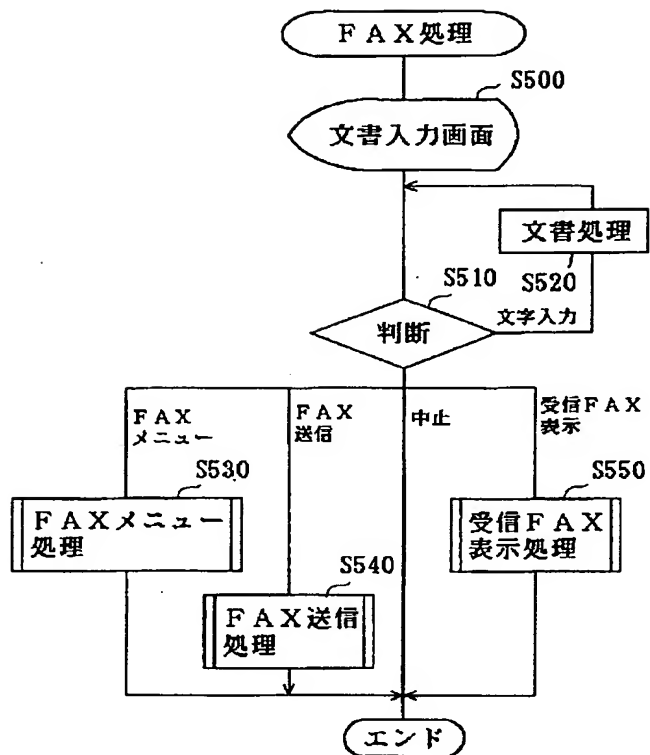 ＦＡＸ処理
S500
文書入力画面
文書処理
S520
S510
判断
文字入力
ＦＡＸ
メニュー
ＦＡＸ
送信
中止
受信ＦＡＸ
表示
S530
ＦＡＸメニュー
処理
S550
受信ＦＡＸ
表示処理
S540
ＦＡＸ送信
処理
エンド